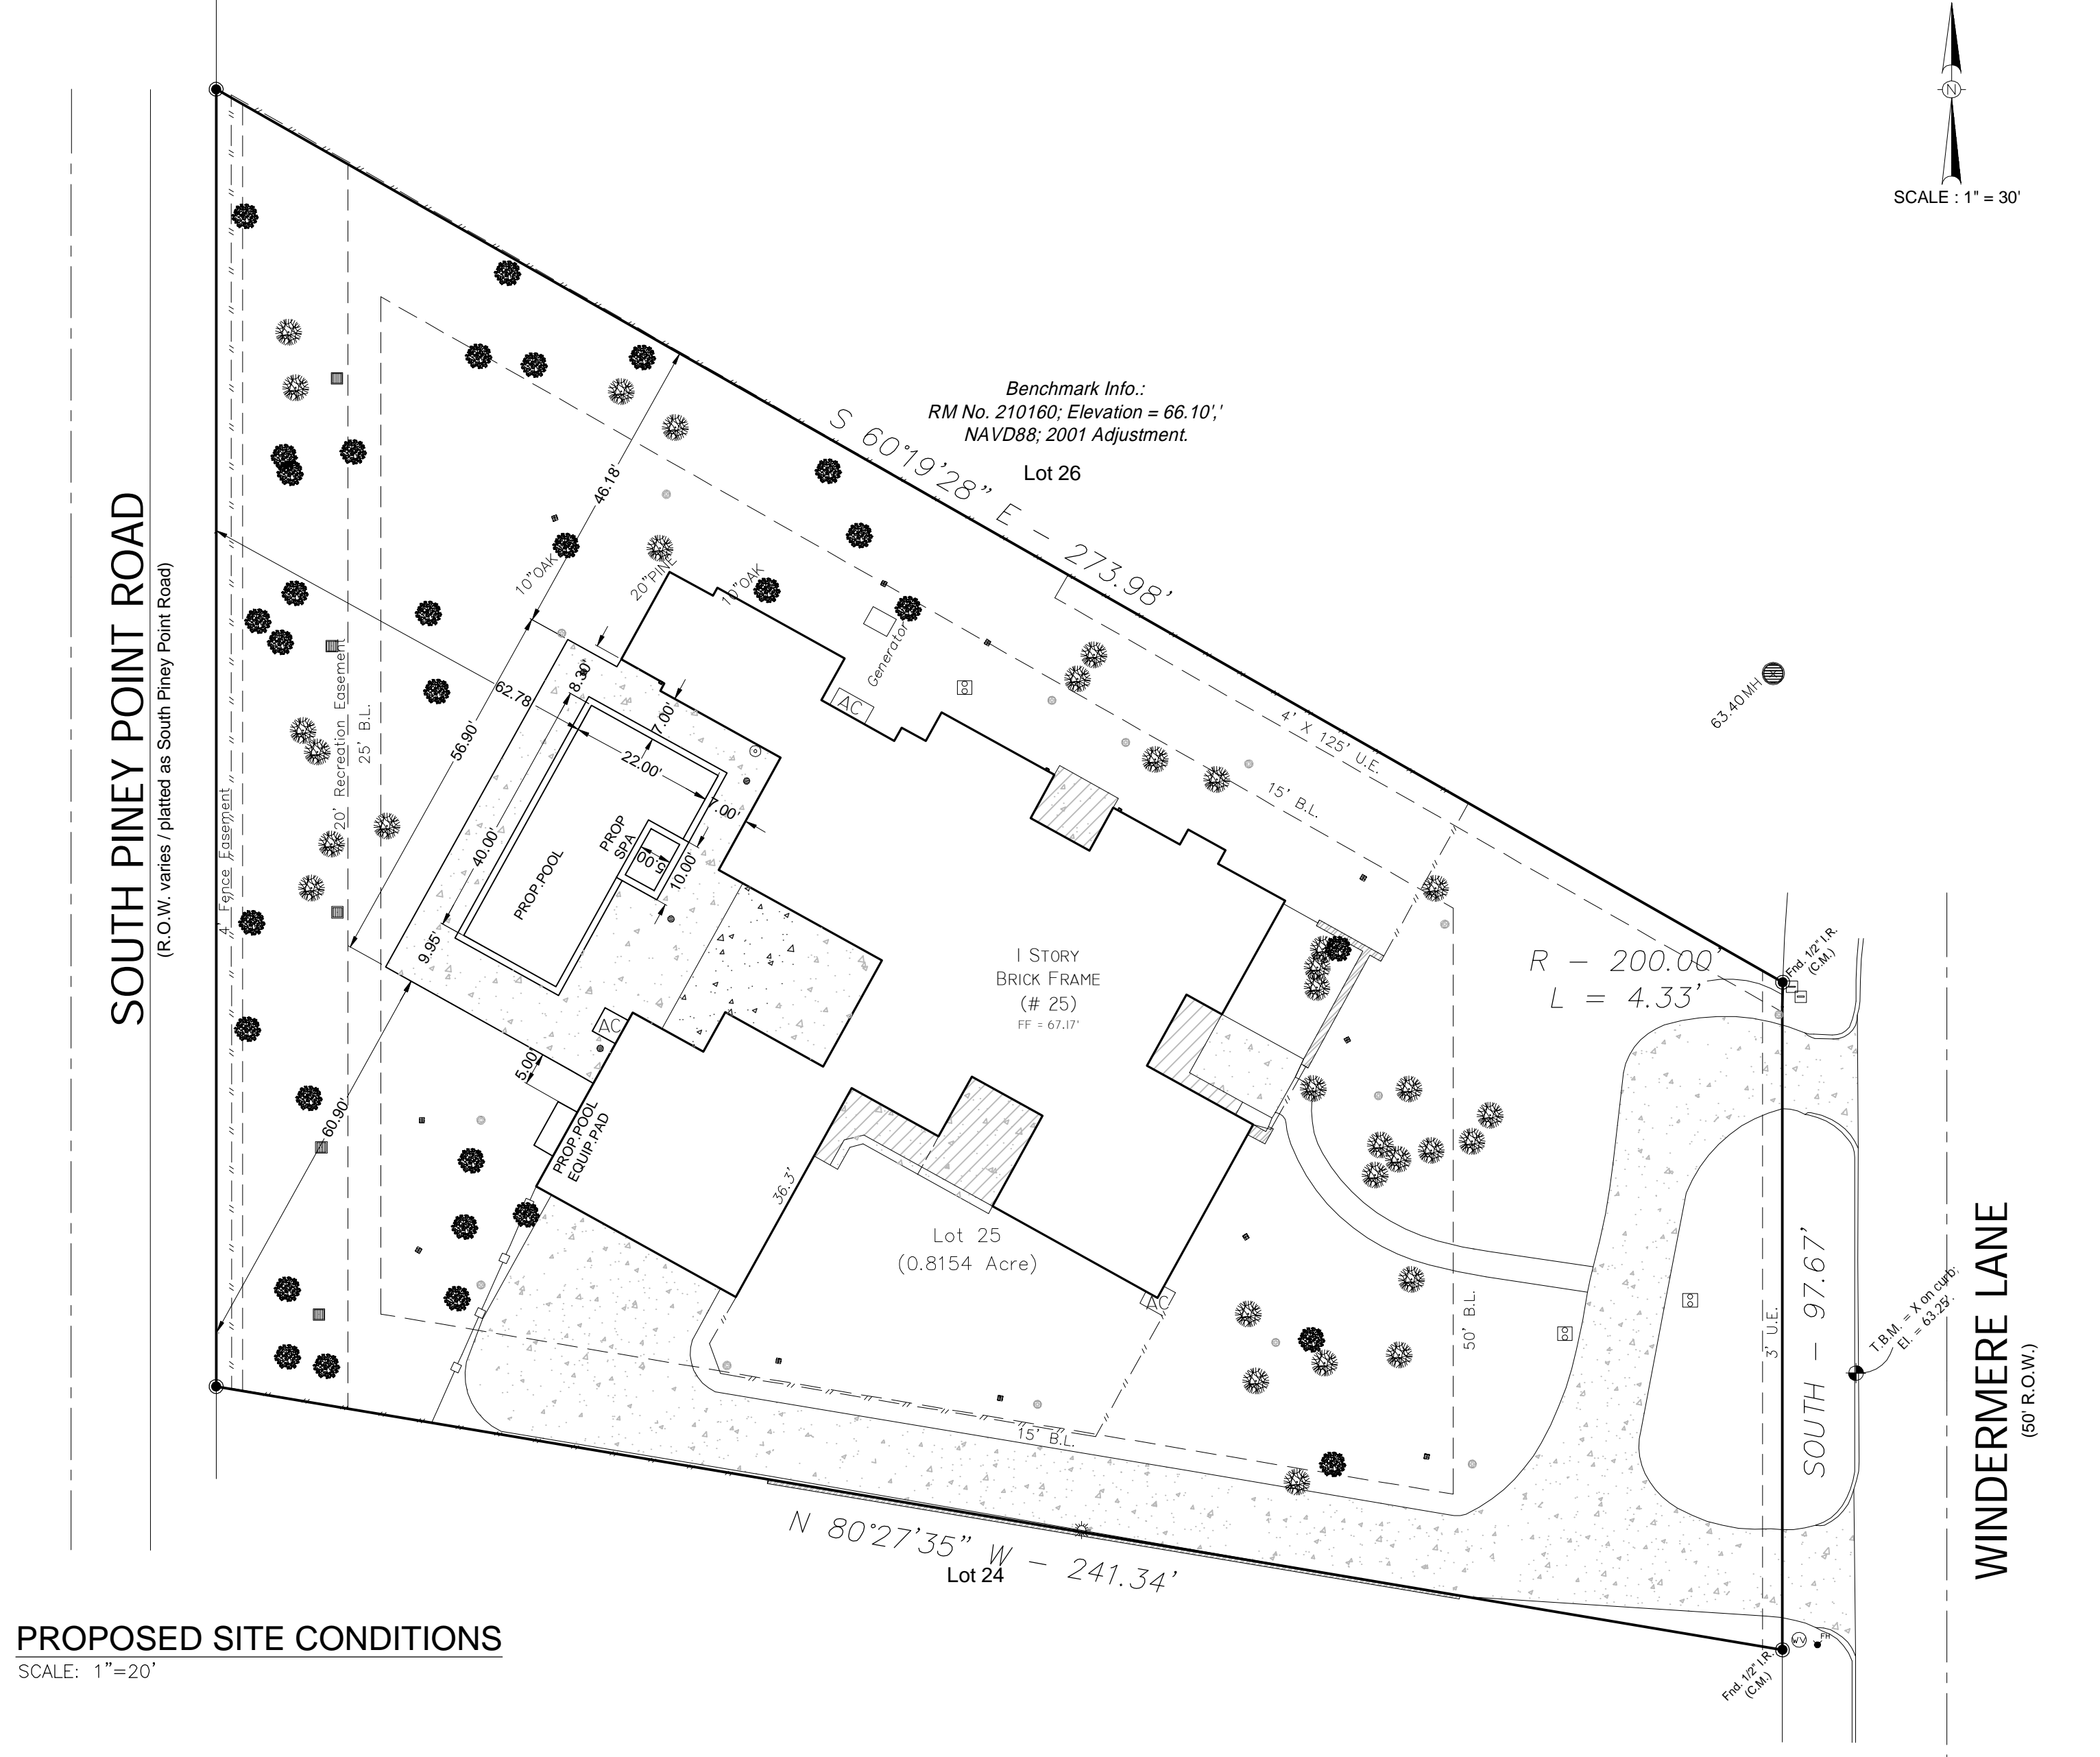 N
SCALE : 1" = 30'
Benchmark Info.:
RM No. 210160; Elevation = 66.10','
NAVD88; 2001 Adjustment.
Lot 26
S 60°19'28” E – 273.98’
46.18'
10”OAK
20”PINE
10”OAK
Generator
AC
4’ X 125’ U.E.
15’ B.L.
63.40 MH
SOUTH PINEY POINT ROAD
(R.O.W. varies / platted as South Piney Point Road)
4’ Fence Easement
20’ Recreation Easement
25’ B.L.
62.78
56.90'
8.30'
7.00'
22.00'
7.00'
40.00'
PROP.POOL
PROP
SPA
5.00
10.00'
9.95'
AC
5.00'
PROP.POOL
EQUIP.PAD
60.90'
36.3’
1 STORY
BRICK FRAME
(# 25)
FF = 67.17’
R – 200.00’
L = 4.33’
Fnd. 1/2" I.R.
(C.M.)
Lot 25
(0.8154 Acre)
AC
50’ B.L.
3’ U.E.
SOUTH – 97.67’
T.B.M. = X on curb;
El. = 63.25'.
WINDERMERE LANE
(50' R.O.W.)
15’ B.L.
N 80°27’35” W – 241.34’
Lot 24
WV
FH
Fnd. 1/2" I.R.
(C.M.)
PROPOSED SITE CONDITIONS
SCALE: 1”=20’